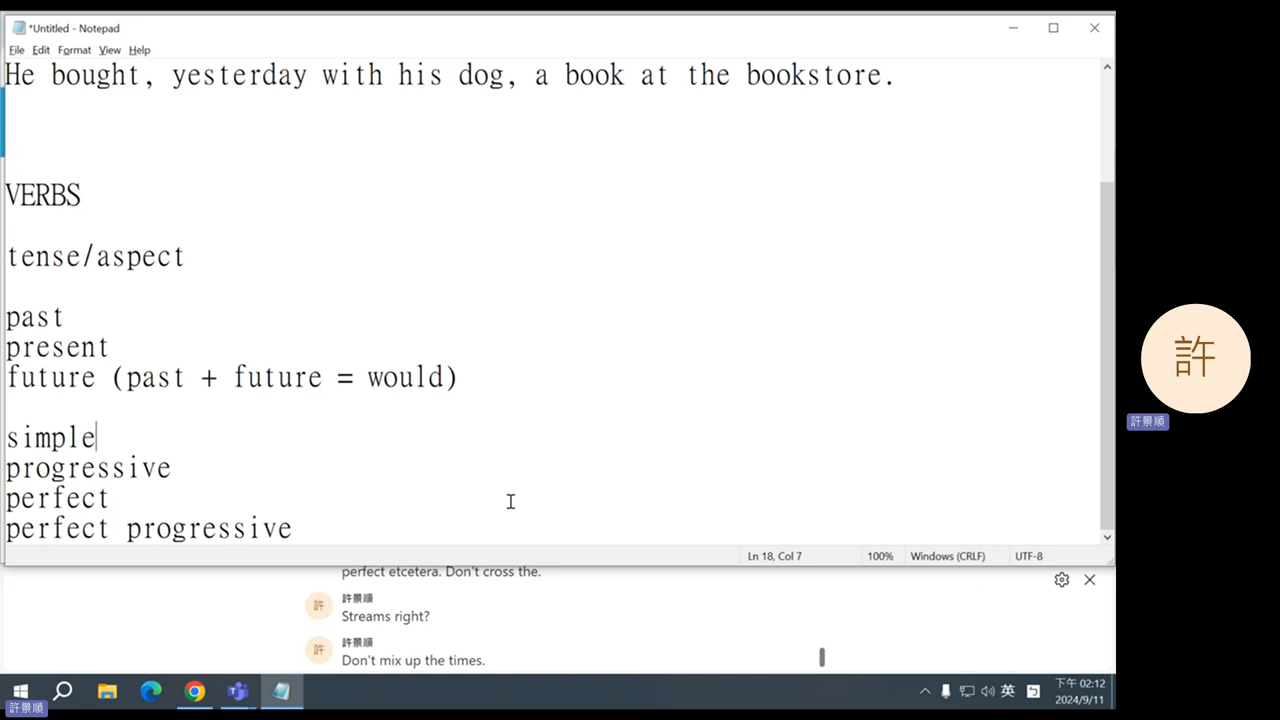 *Untitled - Notepad
File Edit Format View Help
He bought, yesterday with his dog, a book at the bookstore.
VERBS
tense/aspect
past
present
future (past + future = would)
simple
progressive
perfect
perfect progressive
Ln 18, Col 7 100% Windows (CRLF) UTF-8
perfect etcetera. Don't cross the.
許 許景順
Streams right?
許 許景順
Don't mix up the times.
許
許景順
英 下午 02:12
2024/9/11
許景順